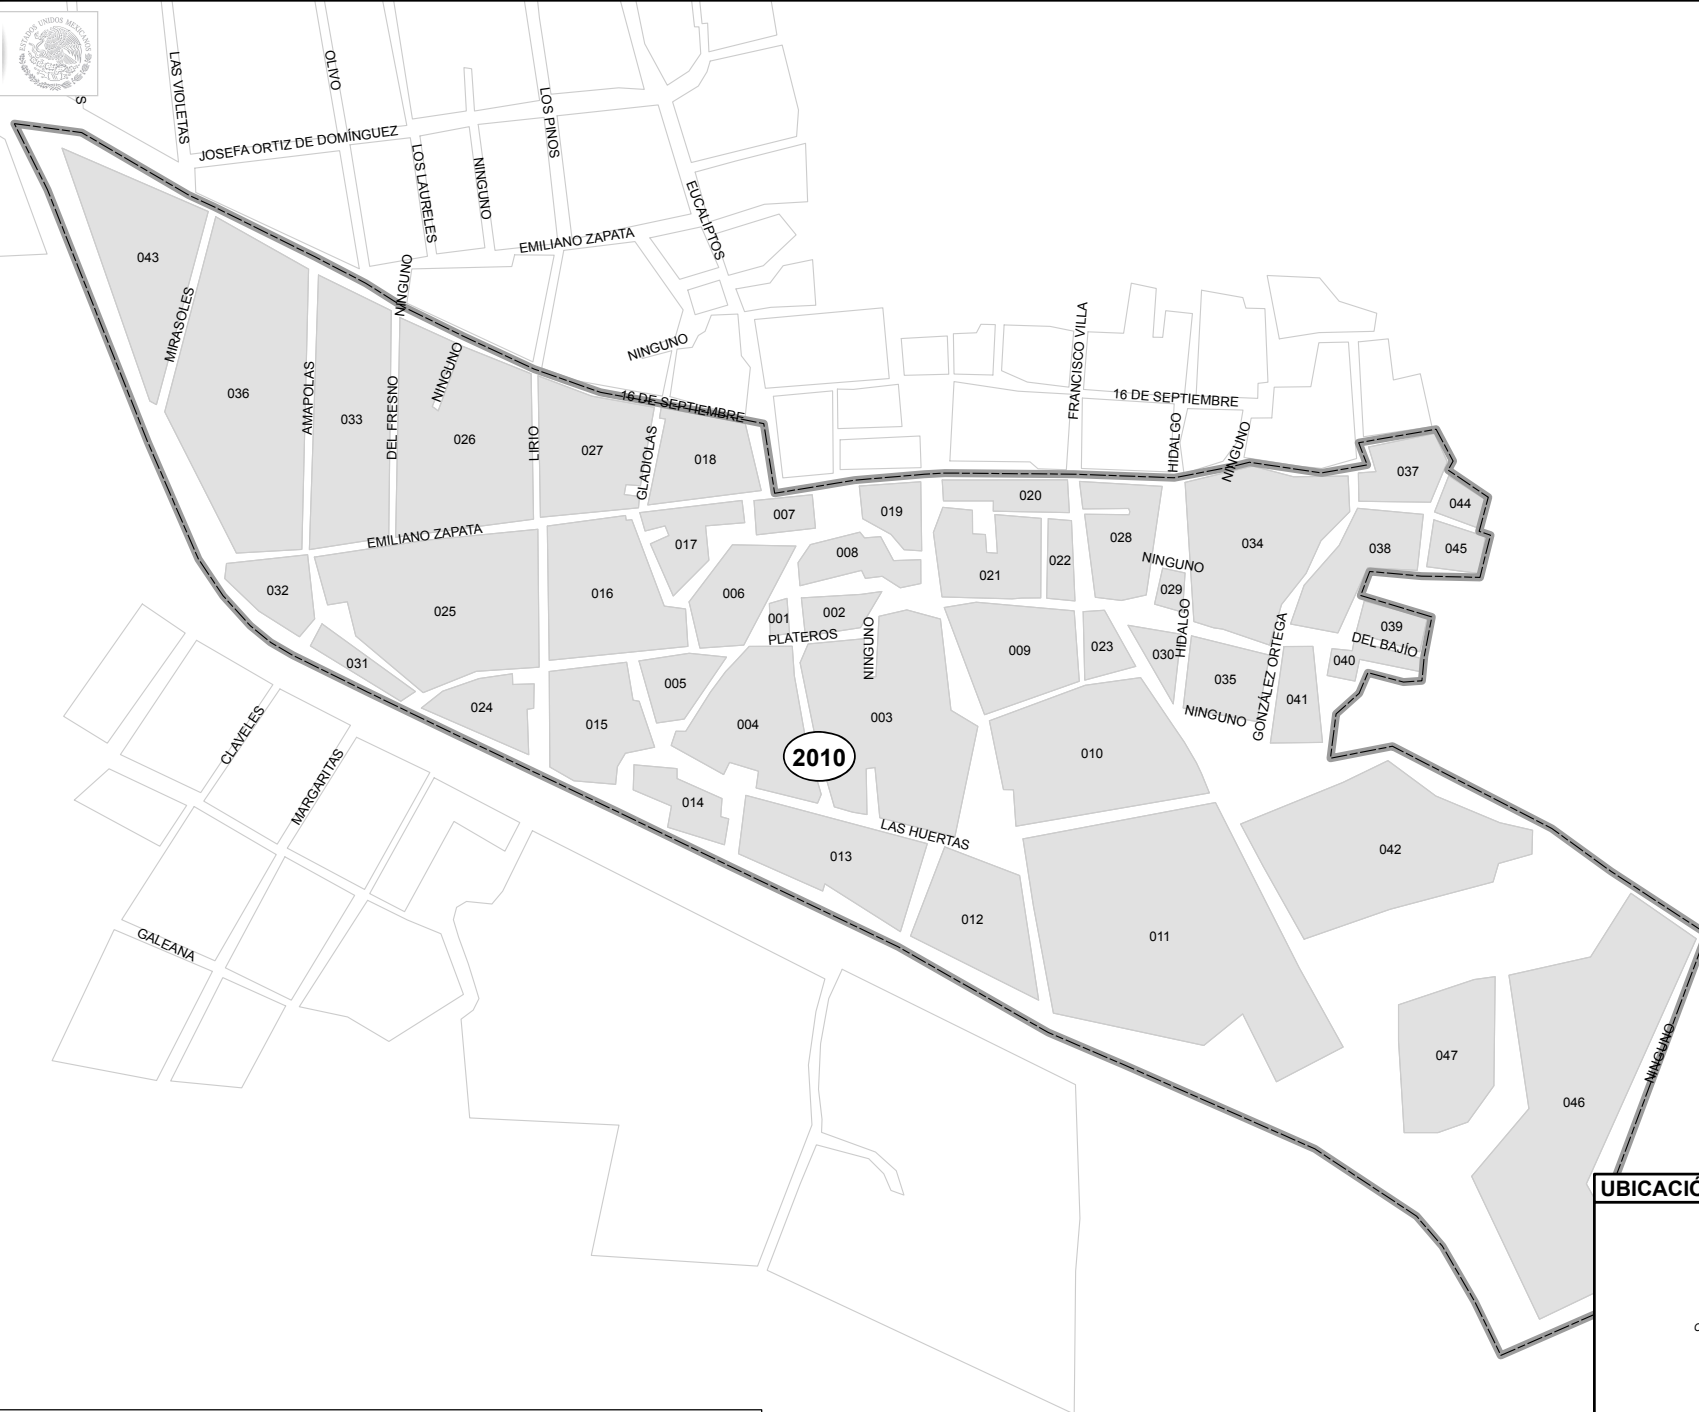 ESTADOS UNIDOS MEXICANOS
LAS VIOLETAS
OLIVO
LOS PINOS
S
JOSEFA ORTIZ DE DOMÍNGUEZ
LOS LAURELES
NINGUNO
EUCALIPTOS
EMILIANO ZAPATA
043
NINGUNO
MIRASOLES
NINGUNO
FRANCISCO VILLA
036
AMAPOLAS
033
DEL FRESNO
NINGUNO
026
LIRIO
027
16 DE SEPTIEMBRE
16 DE SEPTIEMBRE
GLADIOLAS
018
HIDALGO
NINGUNO
037
044
020
019
007
EMILIANO ZAPATA
017
008
028
034
038
045
021
022
NINGUNO
032
025
016
006
029
001
002
PLATEROS
NINGUNO
HIDALGO
039
DEL BAJÍO
031
009
023
030
040
005
035
GONZÁLEZ ORTEGA
041
024
015
004
003
NINGUNO
CLAVELES
2010
010
MARGARITAS
014
LAS HUERTAS
013
042
012
011
GALEANA
047
NINGUNO
046